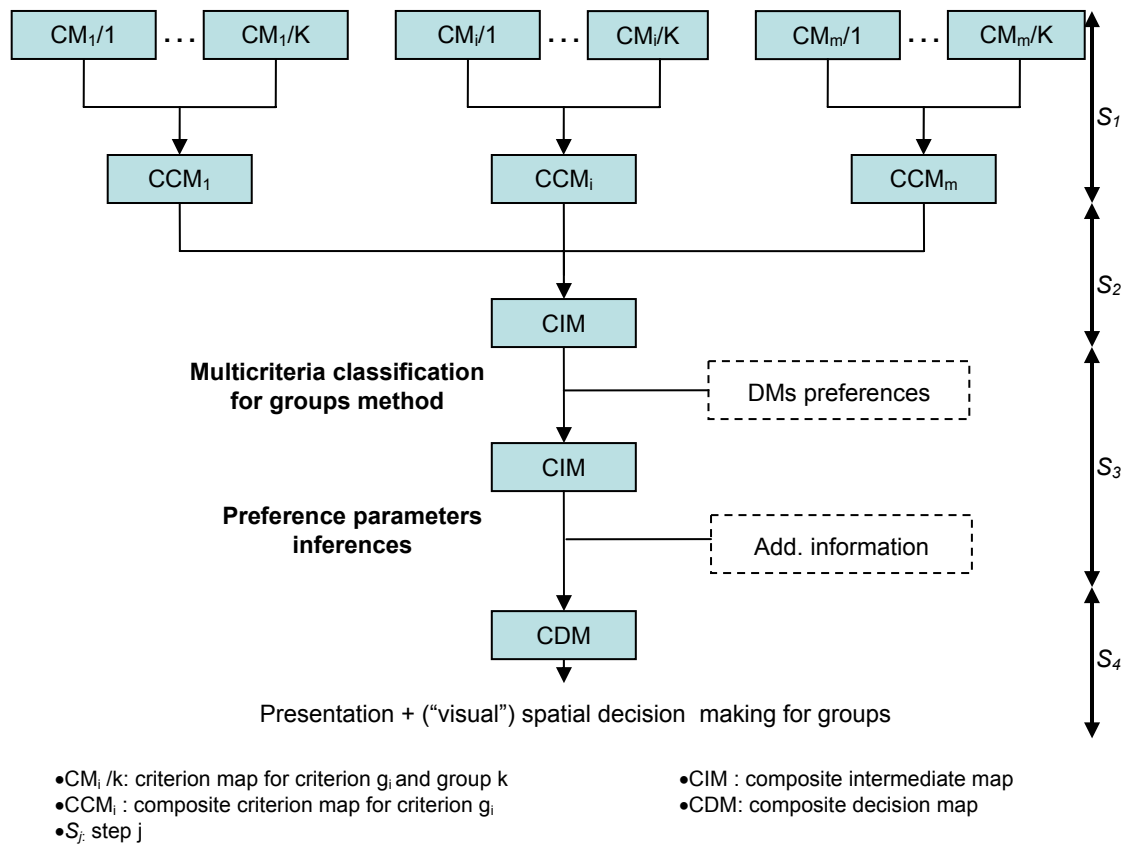 CM₁/1 ... CM₁/K CMᵢ/1 ... CMᵢ/K CMₘ/1 ... CMₘ/K
S₁
CCM₁ CCMᵢ CCMₘ
S₂
CIM
Multicriteria classification
for groups method
DMs preferences
CIM
S₃
Preference parameters
inferences
Add. information
CDM
S₄
Presentation + (“visual”) spatial decision making for groups
•CMᵢ /k: criterion map for criterion gᵢ and group k
•CCMᵢ : composite criterion map for criterion gᵢ
•Sⱼ: step j
•CIM : composite intermediate map
•CDM: composite decision map